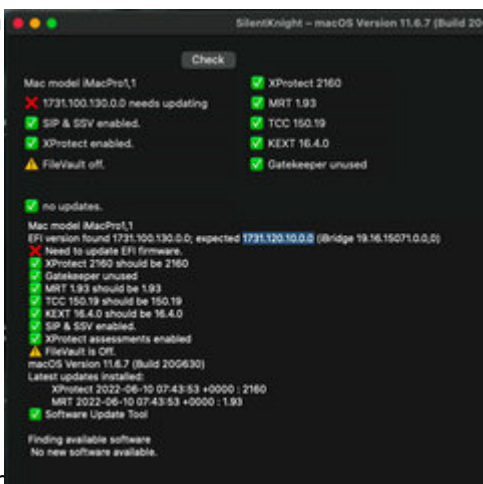 SilentKnight – macOS Version 11.6.7 (Build 20
Check
Mac model iMacPro1,1
❌ 1731.100.130.0.0 needs updating
✅ SIP & SSV enabled.
✅ XProtect enabled.
⚠️ FileVault off.
✅ XProtect 2160
✅ MRT 1.93
✅ TCC 150.19
✅ KEXT 16.4.0
✅ Gatekeeper unused
✅ no updates.
Mac model iMacPro1,1
EFI version found 1731.100.130.0.0; expected 1731.120.10.0.0 (iBridge 19.16.15071.0.0,0)
❌ Need to update EFI firmware.
✅ XProtect 2160 should be 2160
✅ Gatekeeper unused
✅ MRT 1.93 should be 1.93
✅ TCC 150.19 should be 150.19
✅ KEXT 16.4.0 should be 16.4.0
✅ SIP & SSV enabled.
✅ XProtect assessments enabled
⚠️ FileVault is Off.
macOS Version 11.6.7 (Build 20G630)
Latest updates installed:
XProtect 2022-06-10 07:43:53 +0000 : 2160
MRT 2022-06-10 07:43:53 +0000 : 1.93
✅ Software Update Tool
Finding available software
No new software available.